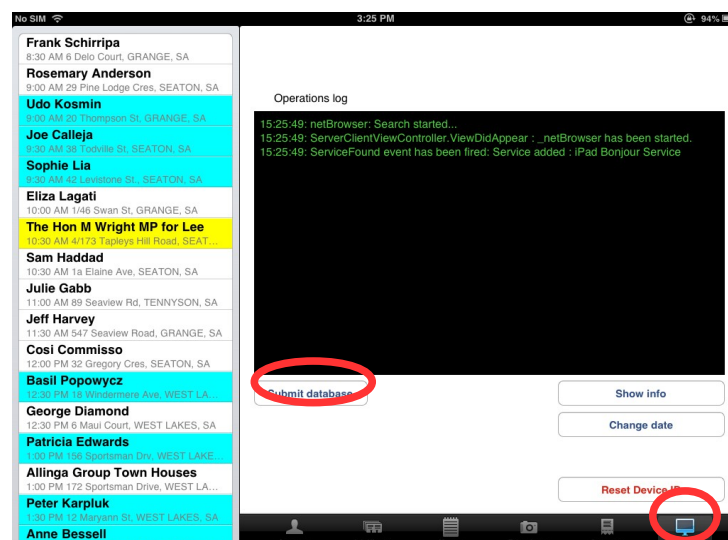 No SIM 3:25 PM 94%
Frank Schirripa
8:30 AM 6 Delo Court, GRANGE, SA
Rosemary Anderson
9:00 AM 29 Pine Lodge Cres, SEATON, SA
Udo Kosmin
9:00 AM 20 Thompson St, GRANGE, SA
Joe Calleja
9:30 AM 38 Todville St, SEATON, SA
Sophie Lia
9:30 AM 42 Levistone St., SEATON, SA
Eliza Lagati
10:00 AM 1/46 Swan St, GRANGE, SA
The Hon M Wright MP for Lee
10:30 AM 4/173 Tapleys Hill Road, SEAT...
Sam Haddad
10:30 AM 1a Elaine Ave, SEATON, SA
Julie Gabb
11:00 AM 89 Seaview Rd, TENNYSON, SA
Jeff Harvey
11:30 AM 547 Seaview Road, GRANGE, SA
Cosi Commisso
12:00 PM 32 Gregory Cres, SEATON, SA
Basil Popowycz
12:30 PM 18 Windermere Ave, WEST LA...
George Diamond
12:30 PM 6 Maui Court, WEST LAKES, SA
Patricia Edwards
1:00 PM 156 Sportsman Drv, WEST LAKE...
Allinga Group Town Houses
1:00 PM 172 Sportsman Drive, WEST LA...
Peter Karpluk
1:30 PM 12 Maryann St, WEST LAKES, SA
Anne Bessell
Operations log
15:25:49: netBrowser: Search started...
15:25:49: ServerClientViewController.ViewDidAppear : _netBrowser has been started.
15:25:49: ServiceFound event has been fired: Service added : iPad Bonjour Service
Submit database
Show info
Change date
Reset Device ID